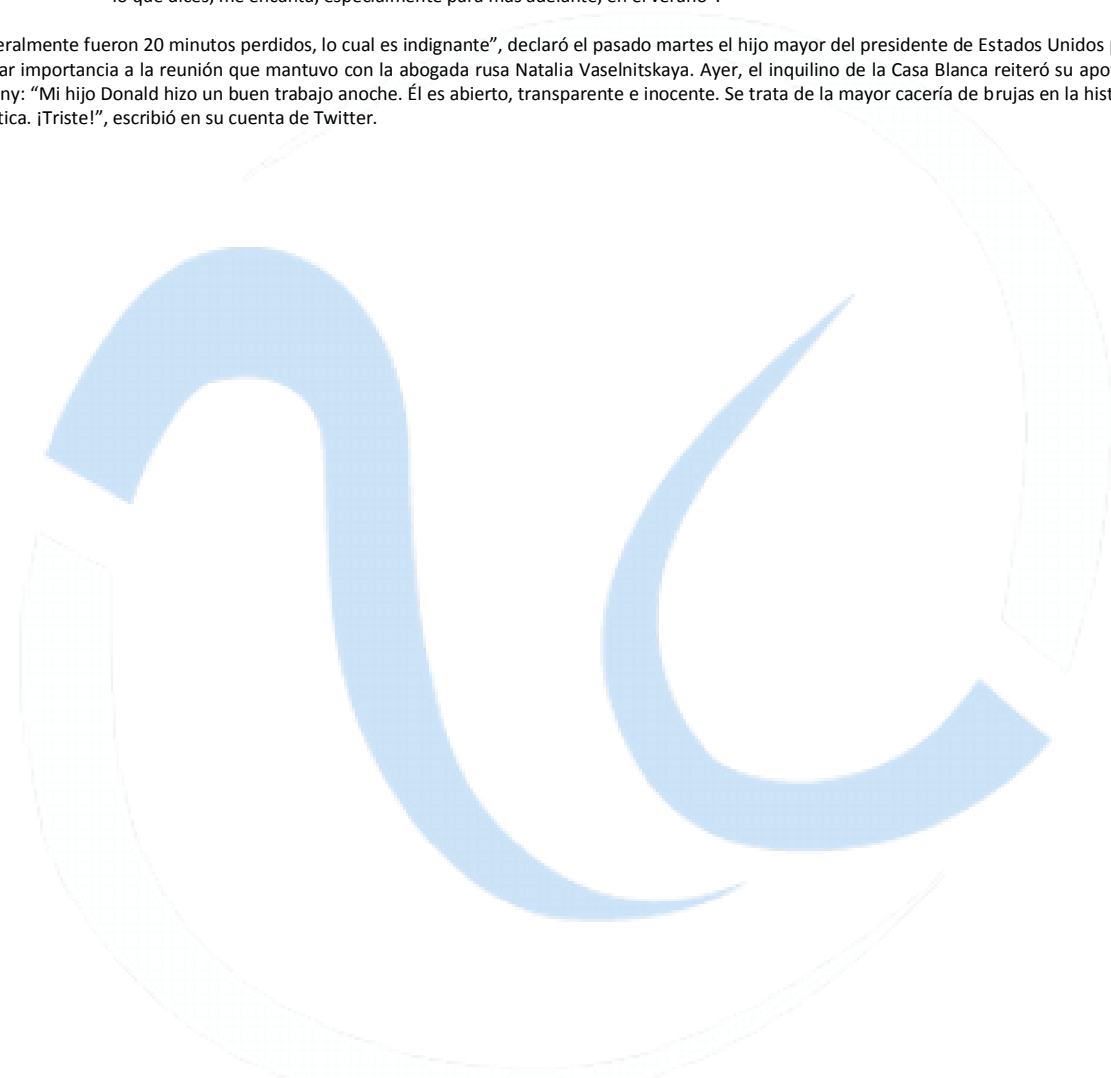 lo que dices, me encanta, especialmente para más adelante, en el verano".
eralmente fueron 20 minutos perdidos, lo cual es indignante”, declaró el pasado martes el hijo mayor del presidente de Estados Unidos
ar importancia a la reunión que mantuvo con la abogada rusa Natalia Vaselnitskaya. Ayer, el inquilino de la Casa Blanca reiteró su apo
ny: “Mi hijo Donald hizo un buen trabajo anoche. Él es abierto, transparente e inocente. Se trata de la mayor cacería de brujas en la hist
tica. ¡Triste!”, escribió en su cuenta de Twitter.